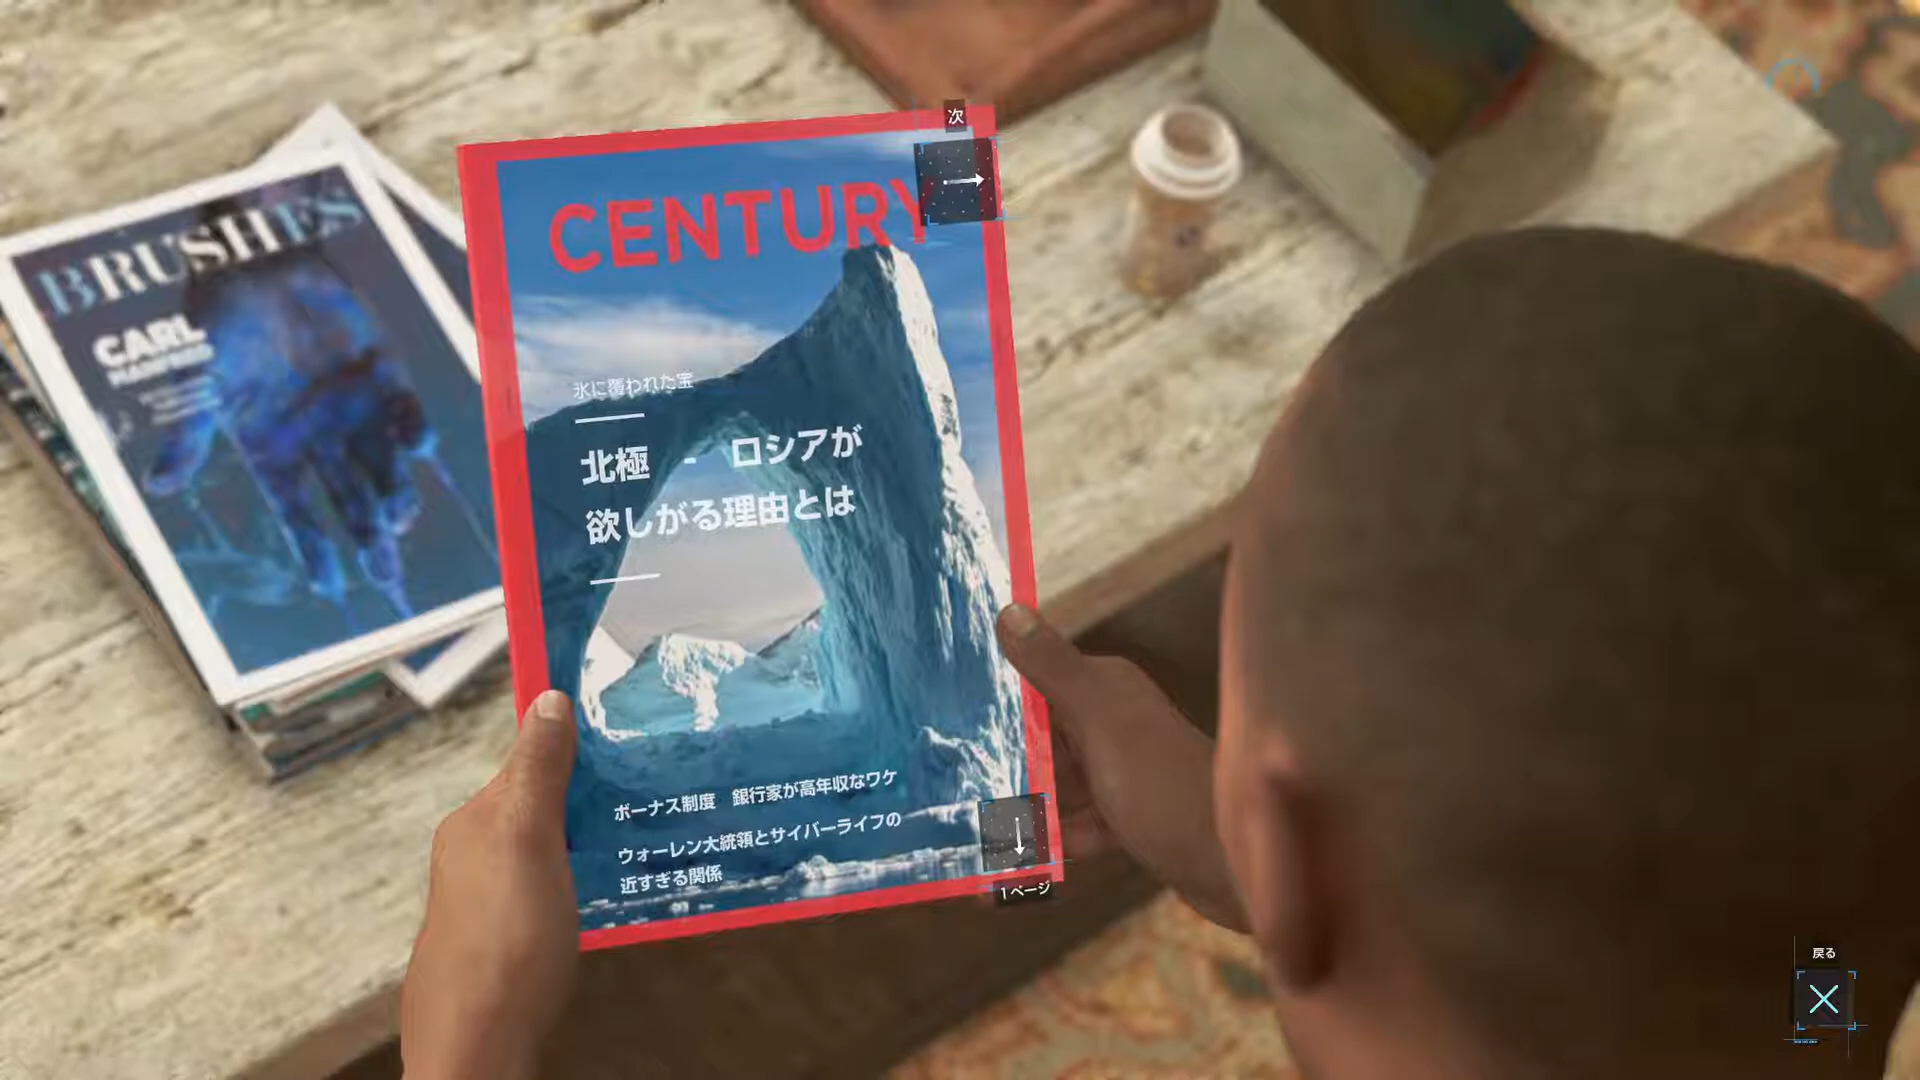 BRUSHES
CARL
MANFRED
次
CENTURY
氷に覆われた宝
北極 - ロシアが
欲しがる理由とは
ボーナス制度 銀行家が高年収なワケ
ウォーレン大統領とサイバーライフの
近すぎる関係
1 ページ
戻る